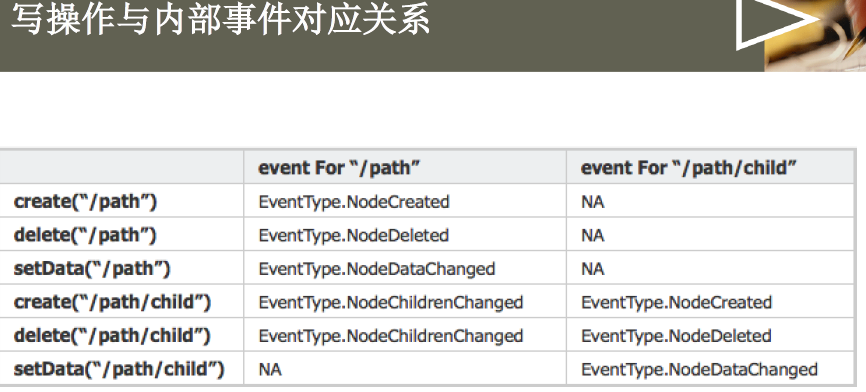 写操作与内部事件对应关系
event For “/path” event For “/path/child”
create(“/path”) EventType.NodeCreated NA
delete(“/path”) EventType.NodeDeleted NA
setData(“/path”) EventType.NodeDataChanged NA
create(“/path/child”) EventType.NodeChildrenChanged EventType.NodeCreated
delete(“/path/child”) EventType.NodeChildrenChanged EventType.NodeDeleted
setData(“/path/child”) NA EventType.NodeDataChanged